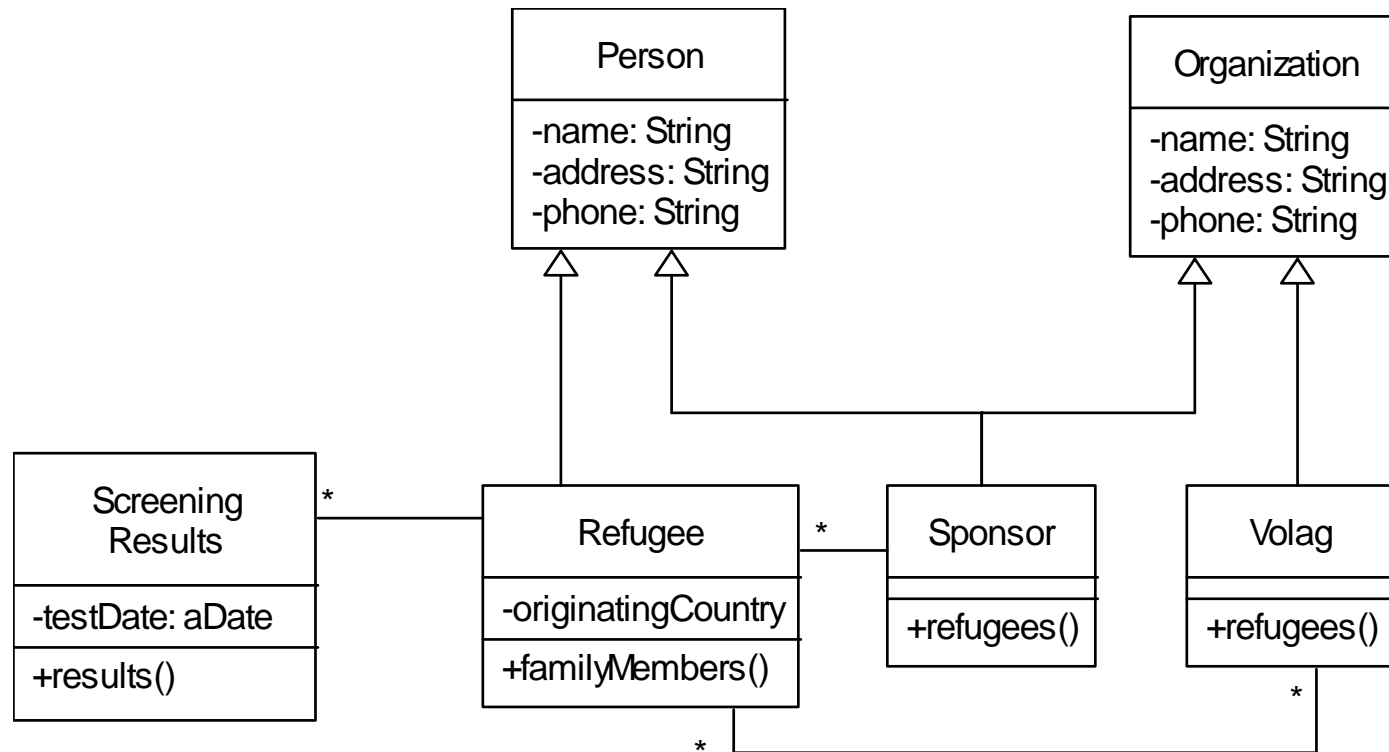 Person
-name: String
-address: String
-phone: String
Organization
-name: String
-address: String
-phone: String
Screening
Results
-testDate: aDate
+results()
*
Refugee
-originatingCountry
+familyMembers()
*
Sponsor
+refugees()
Volag
+refugees()
*
*